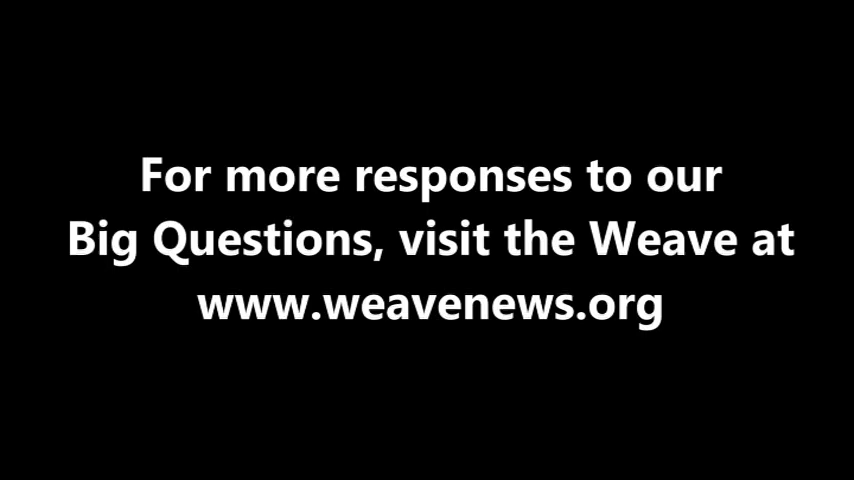 For more responses to our
Big Questions, visit the Weave at
www.weavenews.org